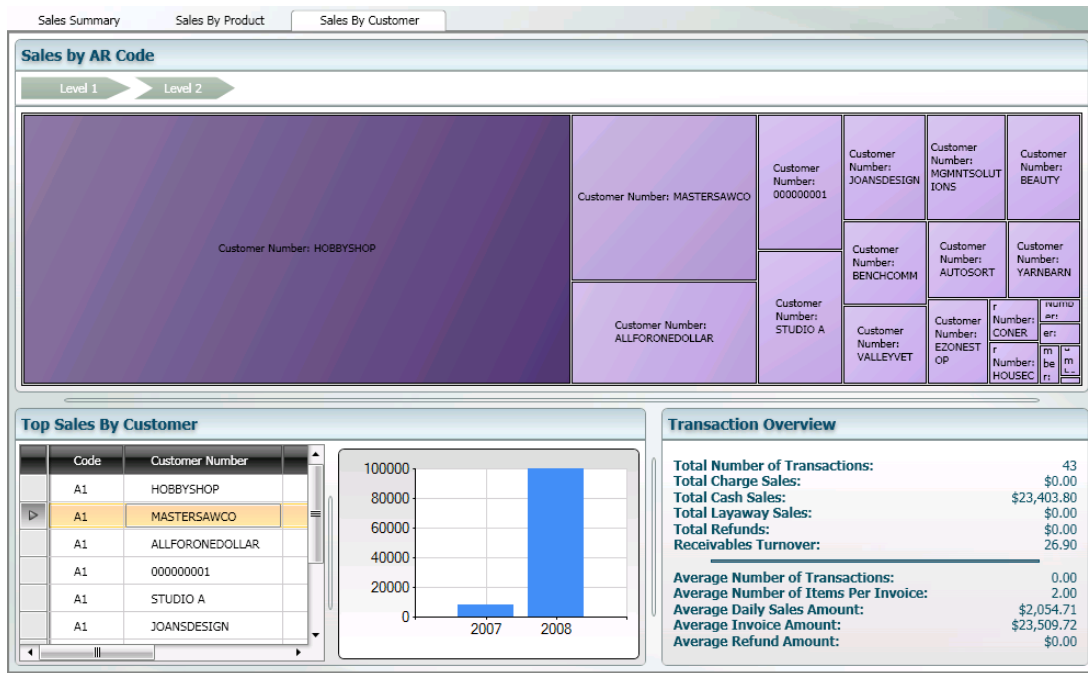 Sales Summary
Sales By Product
Sales By Customer
Sales by AR Code
Level 1
Level 2
Customer Number: HOBBYSHOP
Customer Number: MASTERSAWCO
Customer Number:
ALLFORONEDOLLAR
Customer
Number:
000000001
Customer
Number:
STUDIO A
Customer
Number:
JOANSDESIGN
Customer
Number:
BENCHCOMM
Customer
Number:
VALLEYVET
Customer
Number:
MGMNTSOLUT
IONS
Customer
Number:
AUTOSORT
Customer
Number:
EZONEST
OP
Customer
Number:
BEAUTY
Customer
Number:
YARNBARN
r
Number:
CONER
r
Number:
HOUSEC
er:
er:
m
be
r:
m
Top Sales By Customer
Code Customer Number
A1 HOBBYSHOP
A1 MASTERSAWCO
A1 ALLFORONEDOLLAR
A1 000000001
A1 STUDIO A
A1 JOANSDESIGN
100000
80000
60000
40000
20000
0
2007 2008
Transaction Overview
Total Number of Transactions: 43
Total Charge Sales: $0.00
Total Cash Sales: $23,403.80
Total Layaway Sales: $0.00
Total Refunds: $0.00
Receivables Turnover: 26.90
Average Number of Transactions: 0.00
Average Number of Items Per Invoice: 2.00
Average Daily Sales Amount: $2,054.71
Average Invoice Amount: $23,509.72
Average Refund Amount: $0.00